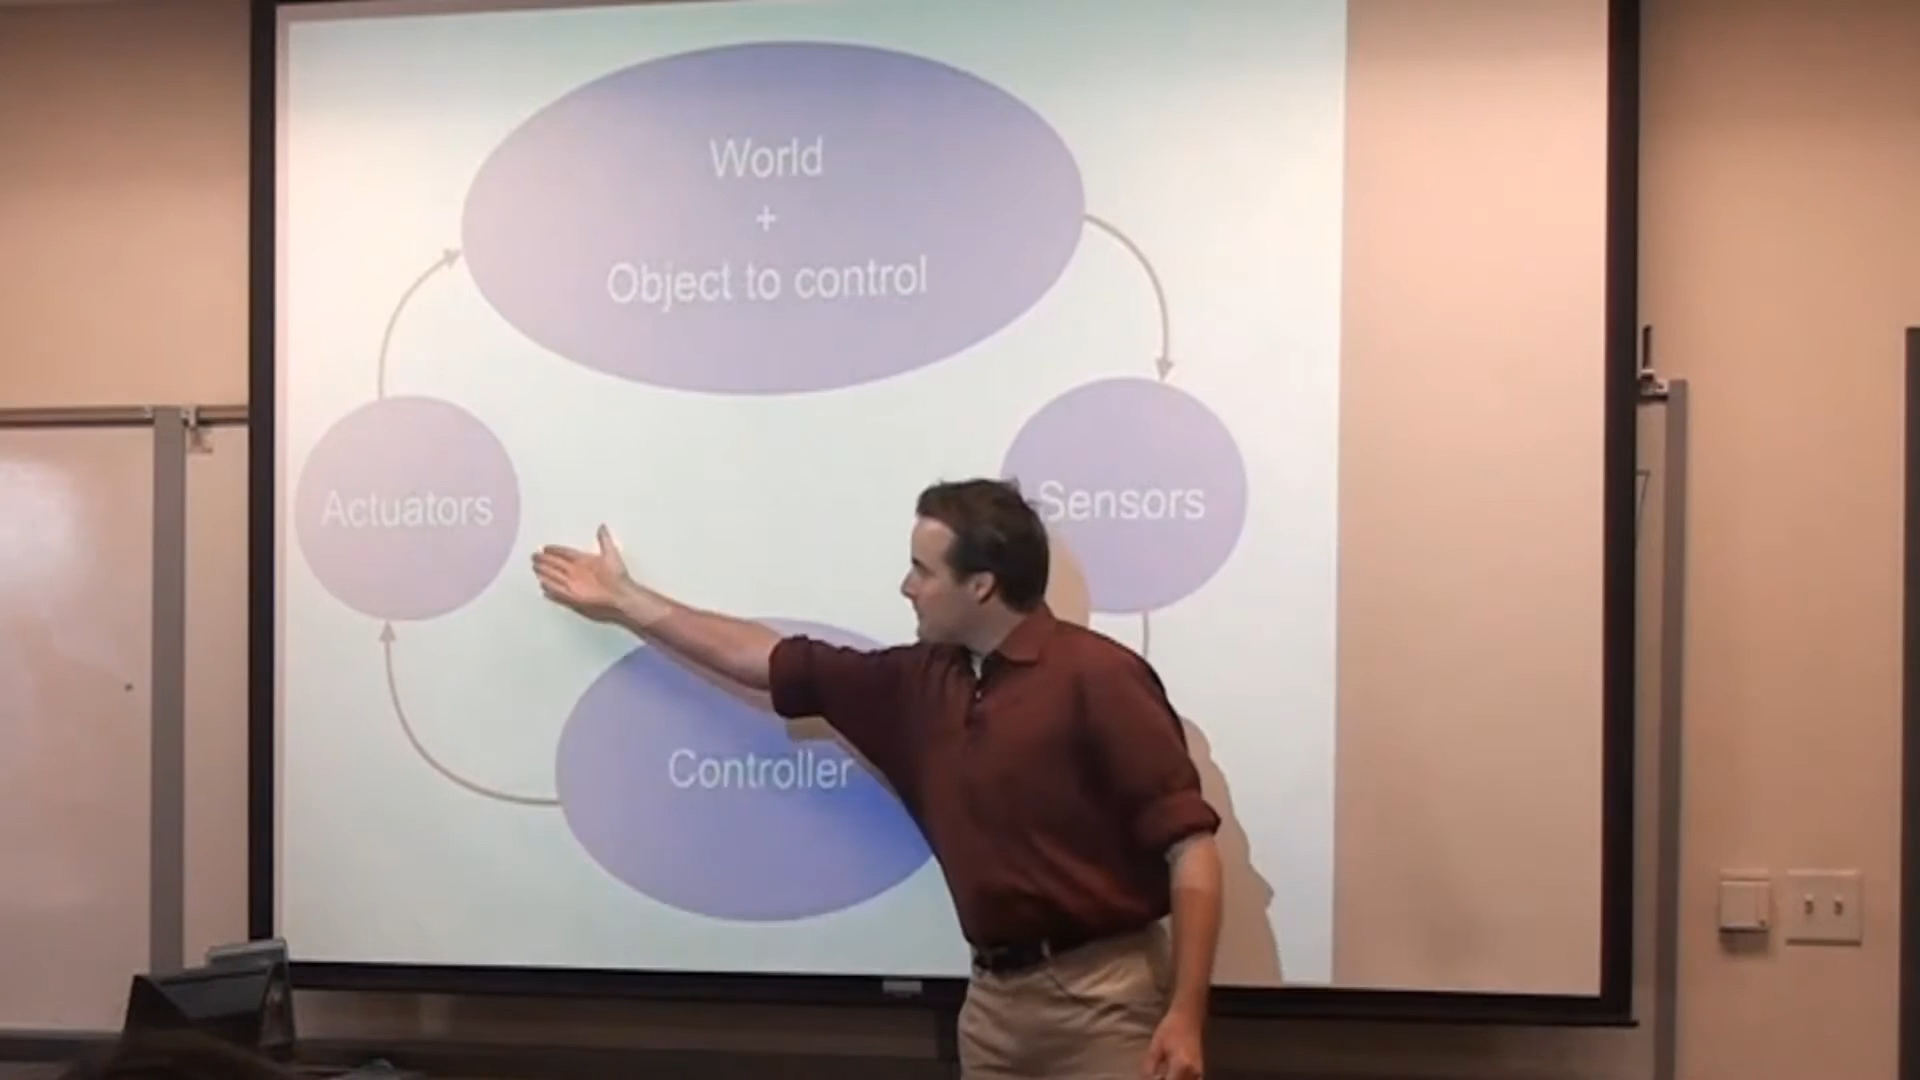 World
+
Object to control
Actuators
Sensors
Controller